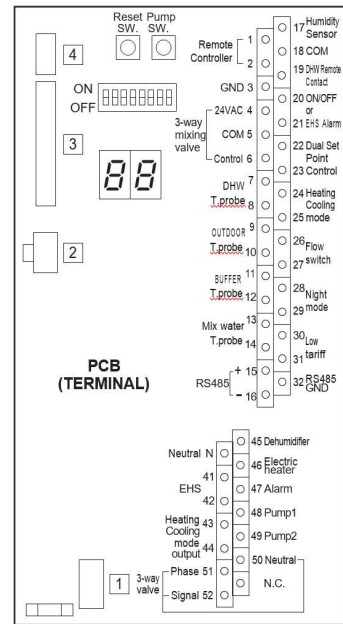 Reset Pump
SW. SW.
4
ON
OFF
3
88
2
PCB
(TERMINAL)
1
Remote
Controller
1
2
GND 3
3-way
mixing
valve
24VAC 4
COM 5
Control 6
DHW 7
T.probe 8
OUTDOOR 9
T.probe 10
BUFFER 11
T.probe 12
Mix water 13
T.probe 14
RS485
+ 15
- 16
17 Humidity
Sensor
18 COM
19 DHW Remote
Contact
20 ON/OFF
or
21 EHS Alarm
22 Dual Set
Point
23 Control
24 Heating
Cooling
25 mode
26 Flow
switch
27
28 Night
29 mode
30 Low
tariff
31
32 RS485
GND
Neutral N
EHS
41
42
Heating 43
Cooling
mode 44
output
3-way
valve
Phase 51
Signal 52
45 Dehumidifier
46 Electric
heater
47 Alarm
48 Pump1
49 Pump2
50 Neutral
N.C.